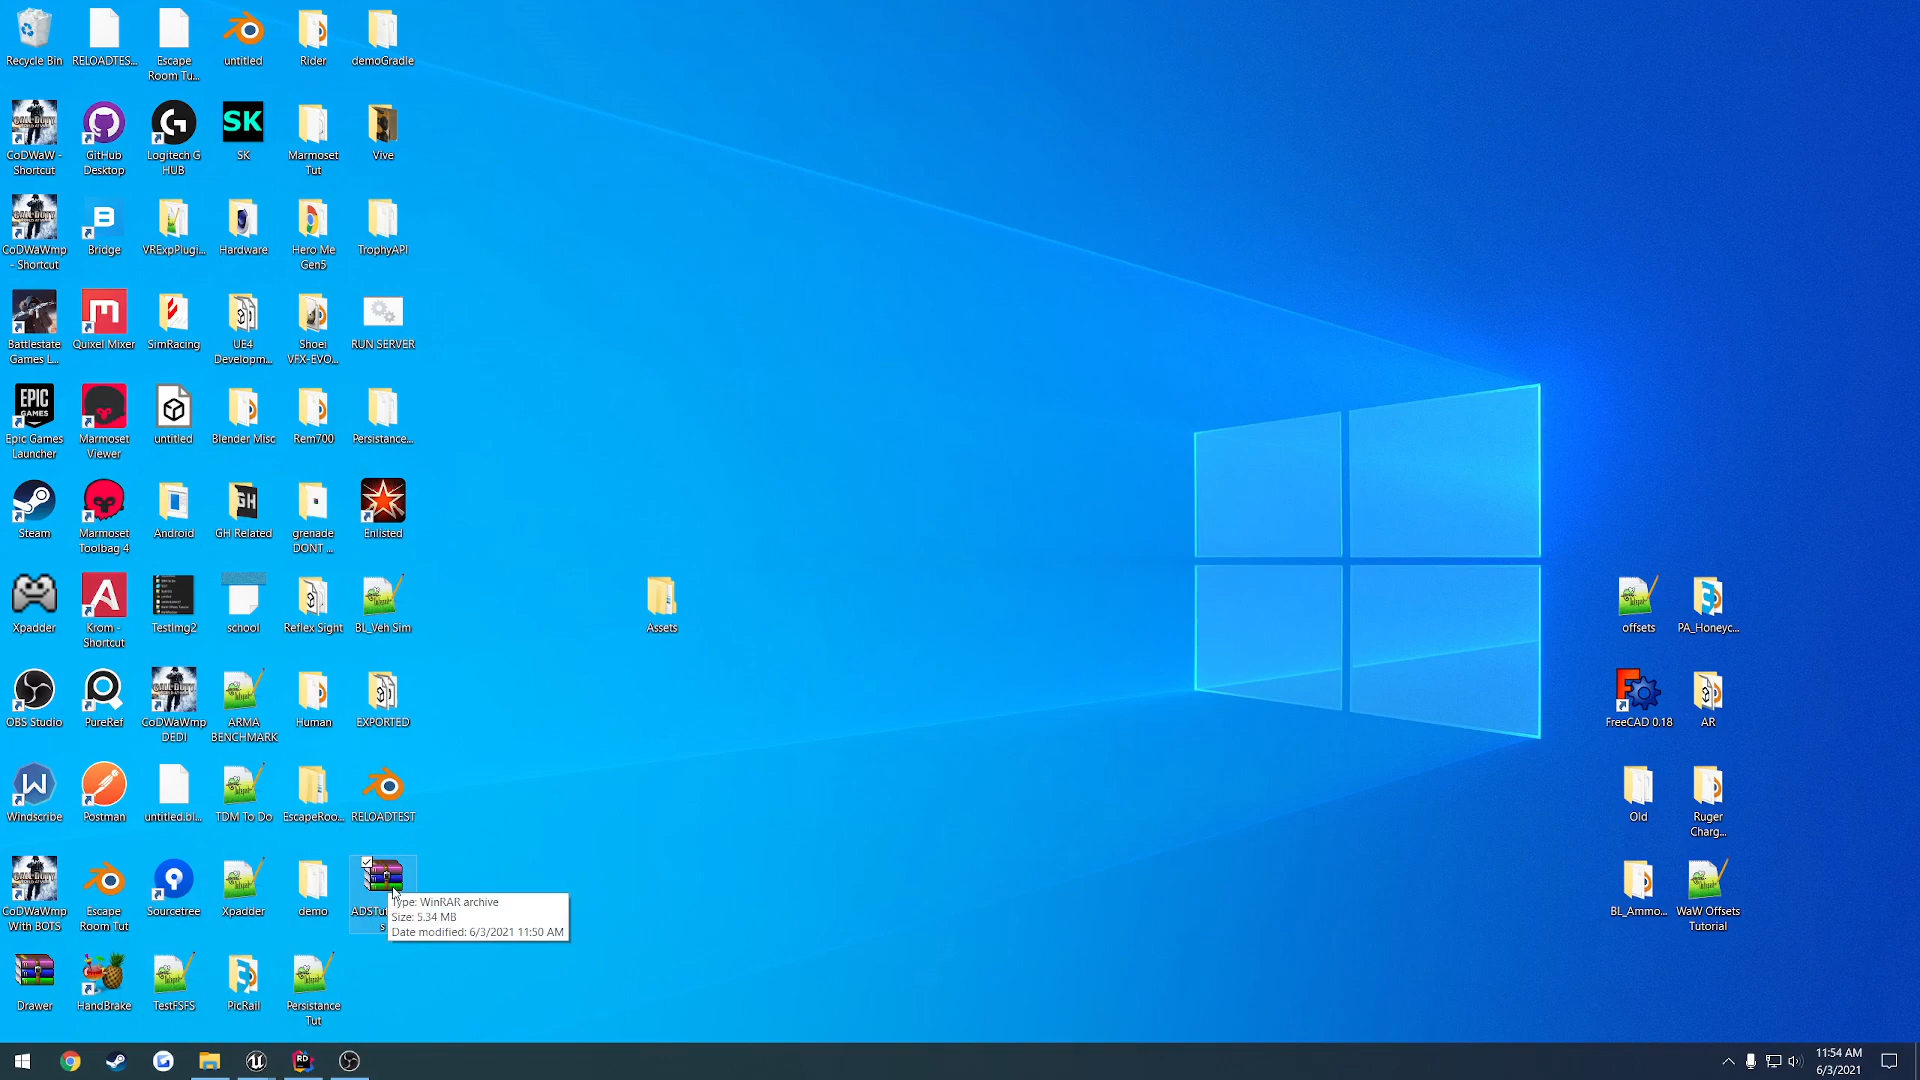 Recycle Bin
RELOADTES...
Escape
Room Tu...
untitled
Rider
demoGradle
CoDWaW -
Shortcut
GitHub
Desktop
Logitech G
HUB
SK
SK
Marmoset
Tut
Vive
CoDWaWmp
- Shortcut
B
Bridge
VRExpPlugi...
Hardware
Hero Me
Gen5
TrophyAPI
Battlestate
Games L...
Quixel Mixer
SimRacing
UE4
Developm...
Shoei
VFX-EVO...
RUN SERVER
EPIC
GAMES
Epic Games
Launcher
Marmoset
Viewer
untitled
Blender Misc
Rem700
Persistance...
Steam
Marmoset
Toolbag 4
Android
GH
GH Related
grenade
DONT ...
Enlisted
Xpadder
Krom -
Shortcut
TestImg2
school
Reflex Sight
BL_Veh Sim
Assets
offsets
PA_Honeyc...
OBS Studio
PureRef
CoDWaWmp
DEDI
ARMA
BENCHMARK
Human
EXPORTED
FreeCAD 0.18
AR
Windscribe
Postman
untitled.bl...
TDM To Do
EscapeRoo...
RELOADTEST
Old
Ruger
Charg...
CoDWaWmp
With BOTS
Escape
Room Tut
Sourcetree
Xpadder
demo
ADSTu
s
Type: WinRAR archive
Size: 5.34 MB
Date modified: 6/3/2021 11:50 AM
BL_Ammo...
WaW Offsets
Tutorial
Drawer
HandBrake
TestFSFS
PicRail
Persistance
Tut
RD
11:54 AM
6/3/2021